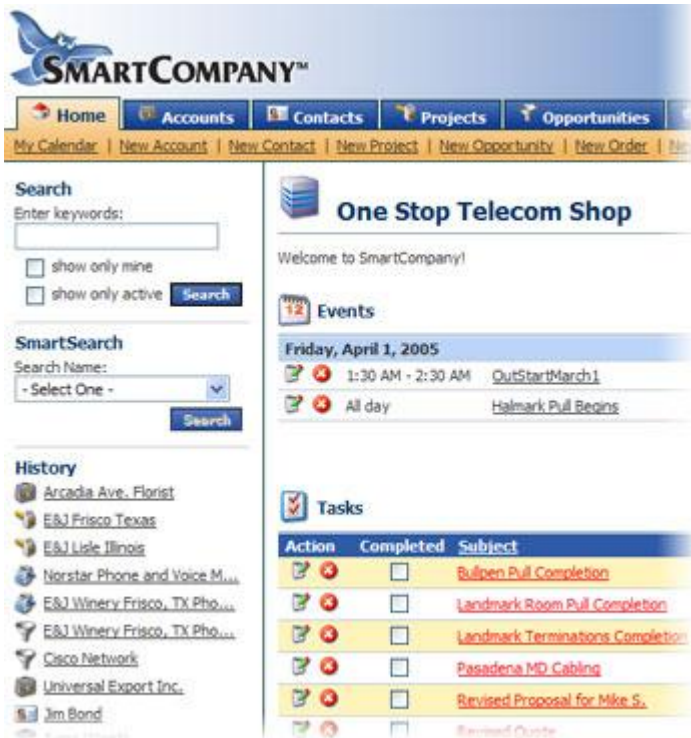 SMARTCOMPANY™
Home Accounts Contacts Projects Opportunities
My Calendar | New Account | New Contact | New Project | New Opportunity | New Order |
Search
Enter keywords:
show only mine
show only active Search
SmartSearch
Search Name:
- Select One -
Search
History
Arcadia Ave. Florist
E&J Frisco Texas
E&J Lisle Illinois
Norstar Phone and Voice M...
E&J Winery Frisco, TX Pho...
E&J Winery Frisco, TX Pho...
Cisco Network
Universal Export Inc.
Jim Bond
One Stop Telecom Shop
Welcome to SmartCompany!
12 Events
Friday, April 1, 2005
1:30 AM - 2:30 AM OutStartMarch1
All day Halmark Pull Begins
Tasks
Action Completed Subject
Bullpen Pull Completion
Landmark Room Pull Completion
Landmark Terminations Completion
Pasadena MD Cabling
Revised Proposal for Mike S.
Revised Quote